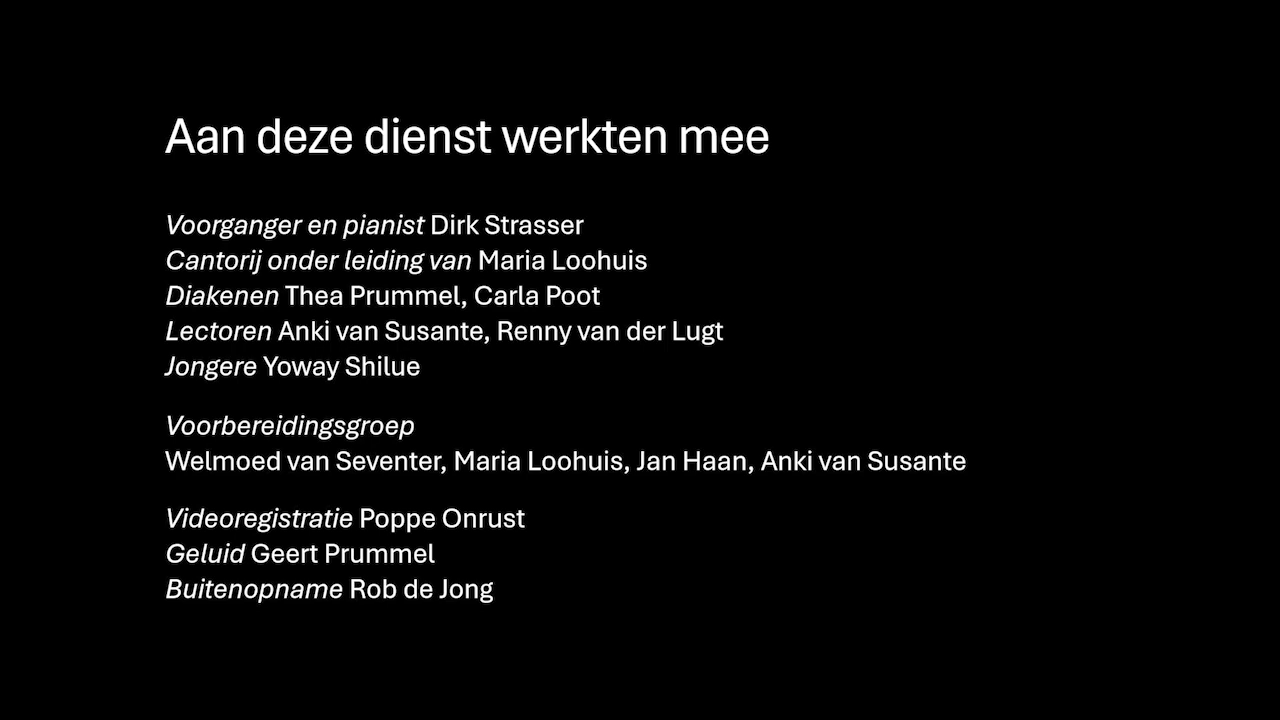 Aan deze dienst werkten mee
Voorganger en pianist Dirk Strasser
Cantorij onder leiding van Maria Loohuis
Diakenen Thea Prummel, Carla Poot
Lectoren Anki van Susante, Renny van der Lugt
Jongere Yoway Shilue
Voorbereidingsgroep
Welmoed van Seventer, Maria Loohuis, Jan Haan, Anki van Susante
Videoregistratie Poppe Onrust
Geluid Geert Prummel
Buitenopname Rob de Jong